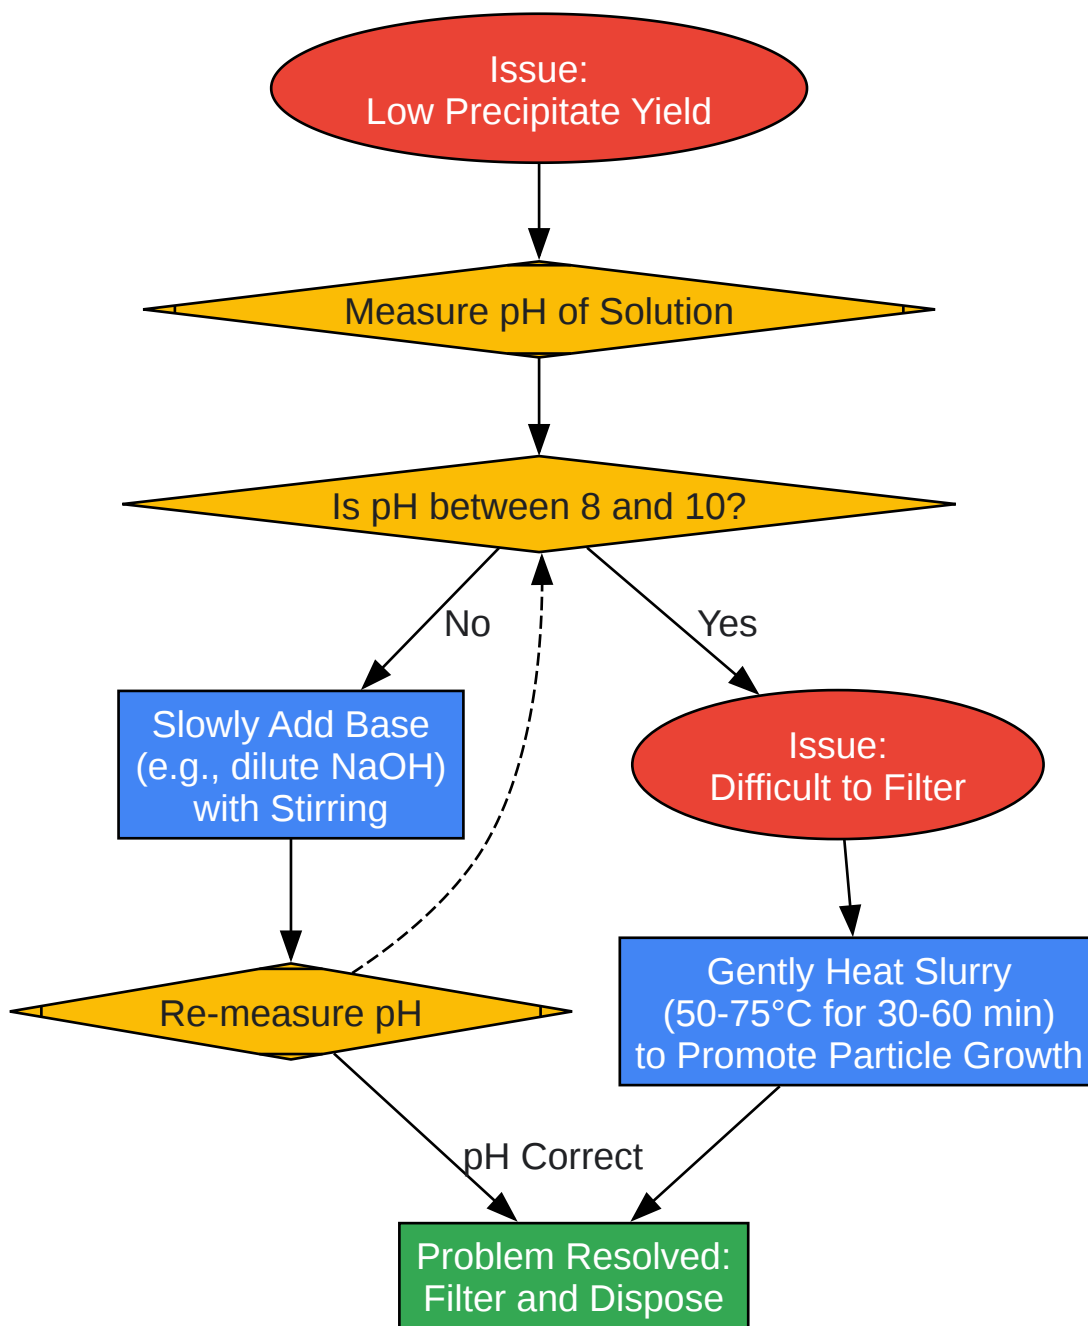 Issue:
Low Precipitate Yield
Measure pH of Solution
Is pH between 8 and 10?
No
Yes
Slowly Add Base
(e.g., dilute NaOH)
with Stirring
Issue:
Difficult to Filter
Gently Heat Slurry
(50-75°C for 30-60 min)
to Promote Particle Growth
Re-measure pH
pH Correct
Problem Resolved:
Filter and Dispose